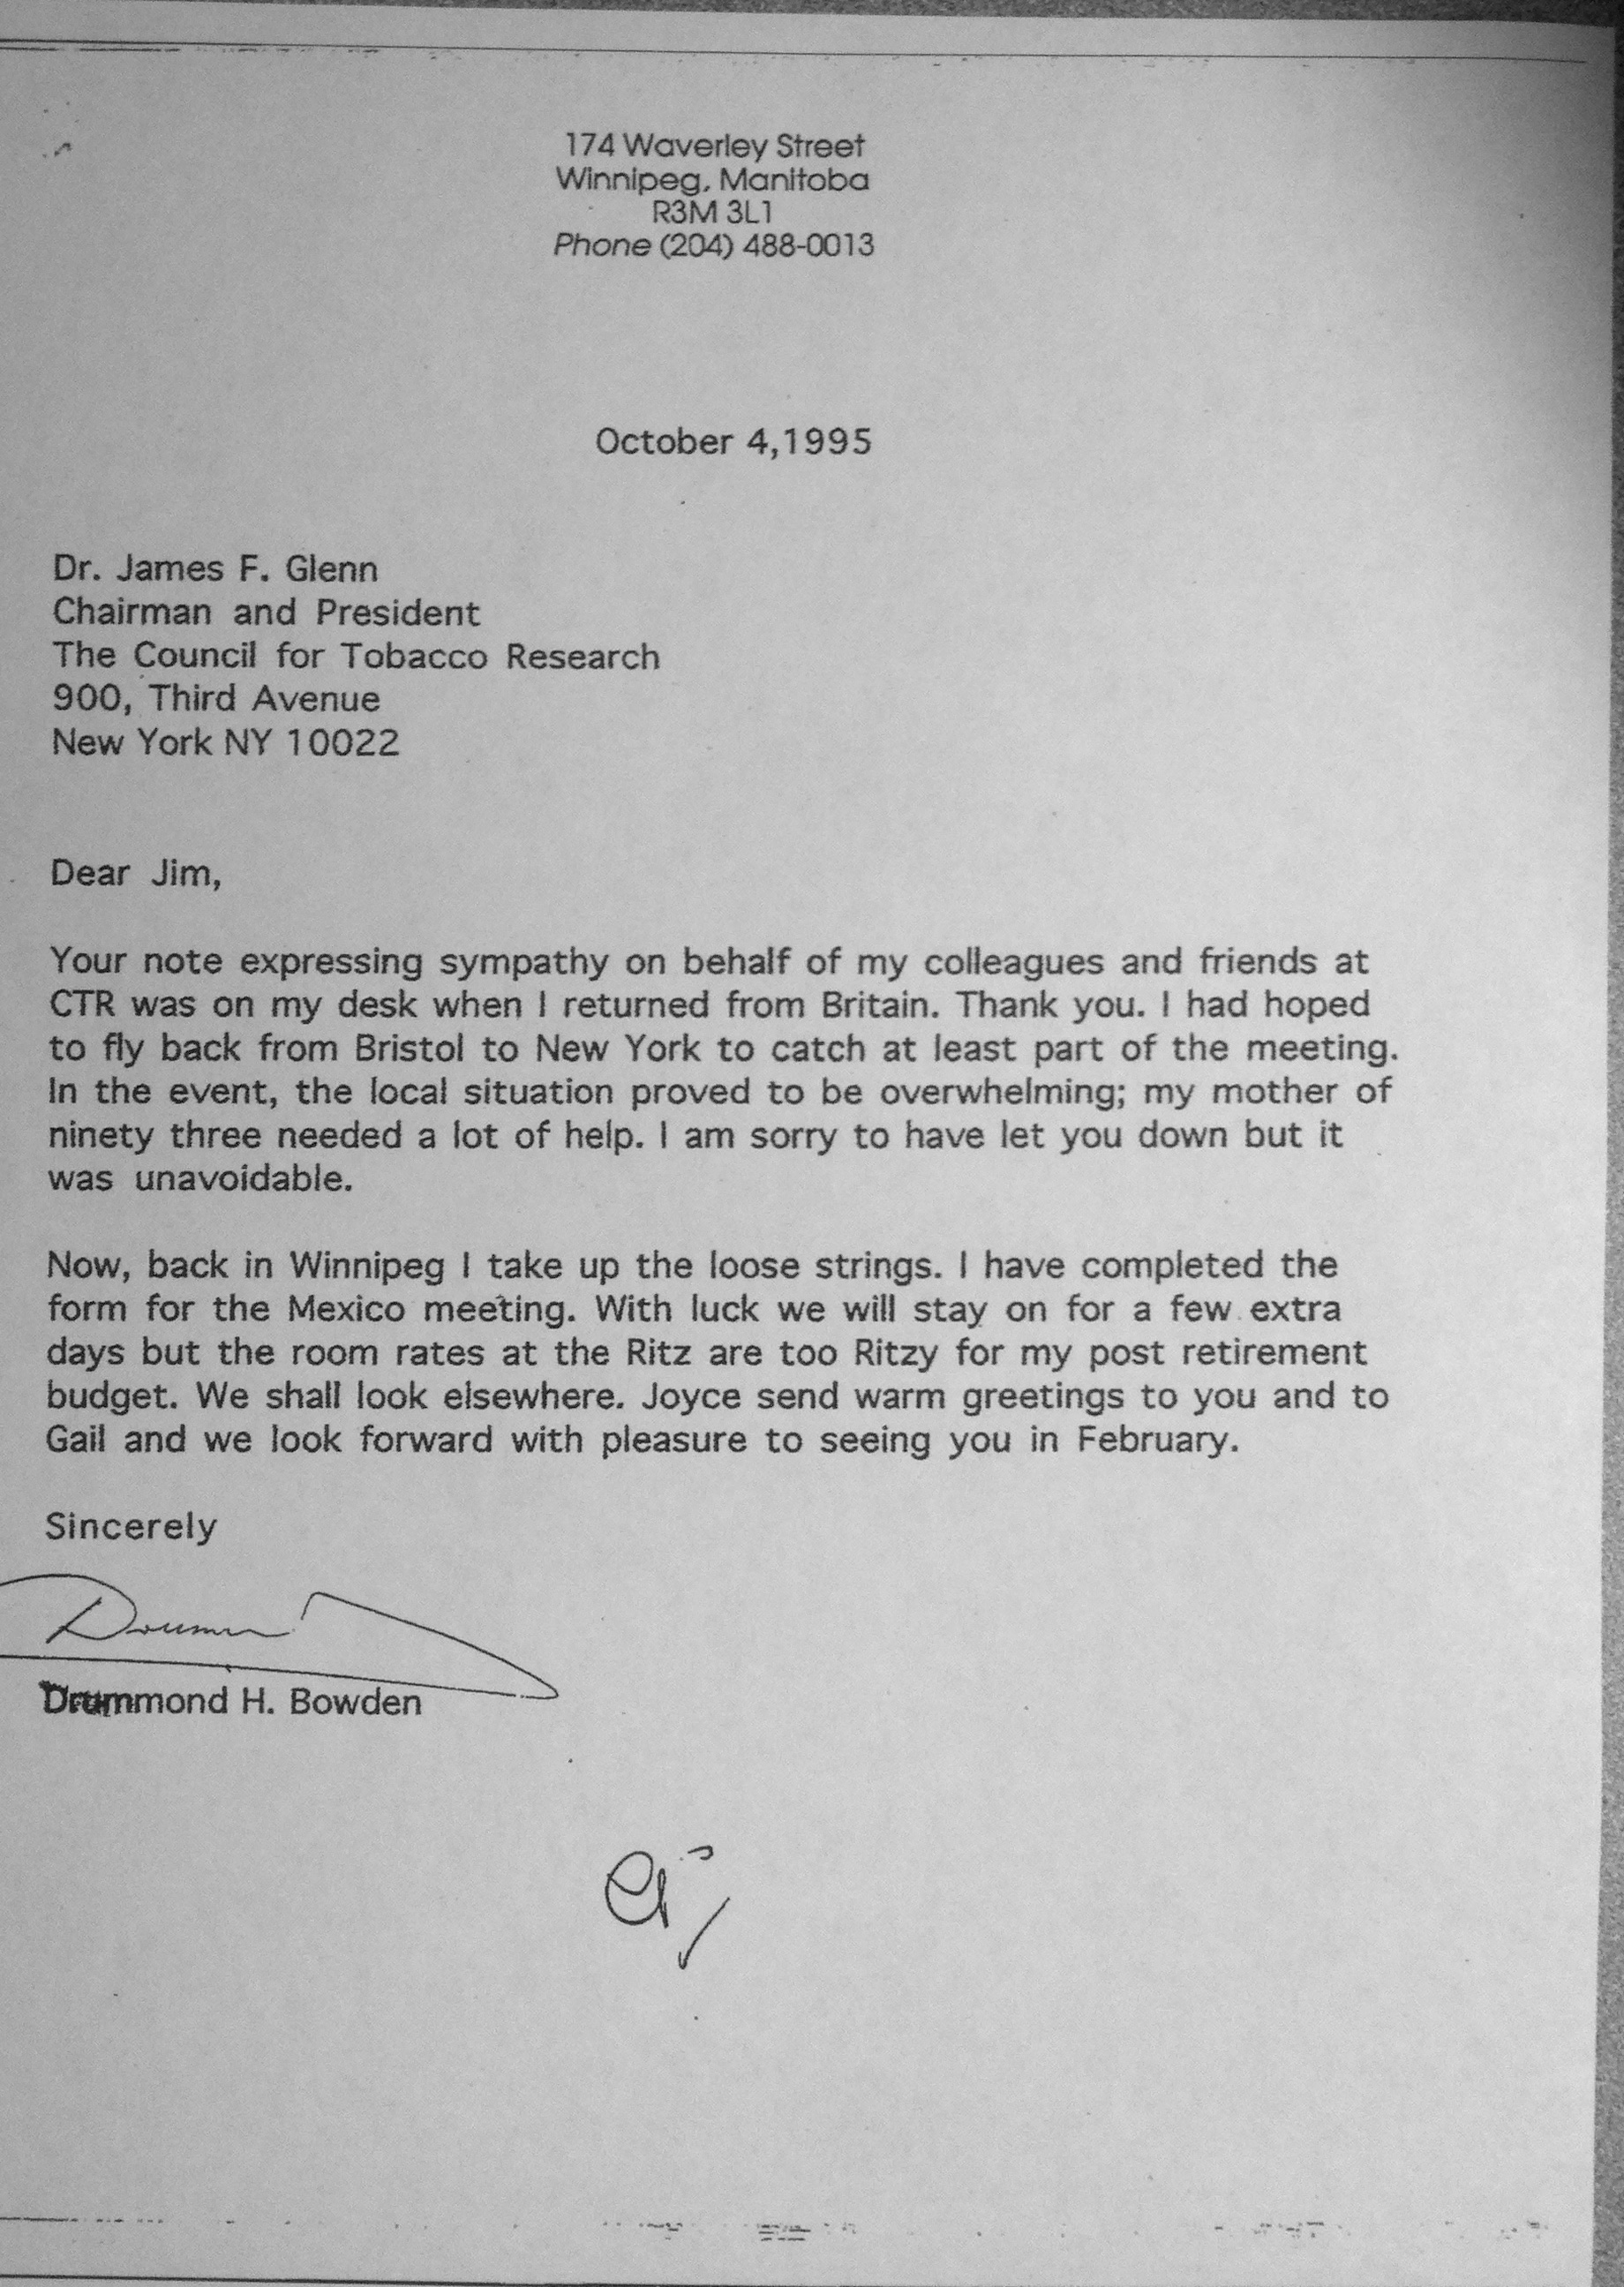 174 Waverley Street
Winnipeg, Manitoba
R3M 3L1
Phone (204) 488-0013
October 4,1995
Dr. James F. Glenn
Chairman and President
The Council for Tobacco Research
900, Third Avenue
New York NY 10022
Dear Jim,
Your note expressing sympathy on behalf of my colleagues and friends at
CTR was on my desk when I returned from Britain. Thank you. I had hoped
to fly back from Bristol to New York to catch at least part of the meeting.
In the event, the local situation proved to be overwhelming; my mother of
ninety three needed a lot of help. I am sorry to have let you down but it
was unavoidable.
Now, back in Winnipeg I take up the loose strings. I have completed the
form for the Mexico meeting. With luck we will stay on for a few extra
days but the room rates at the Ritz are too Ritzy for my post retirement
budget. We shall look elsewhere. Joyce send warm greetings to you and to
Gail and we look forward with pleasure to seeing you in February.
Sincerely
Drummond H. Bowden